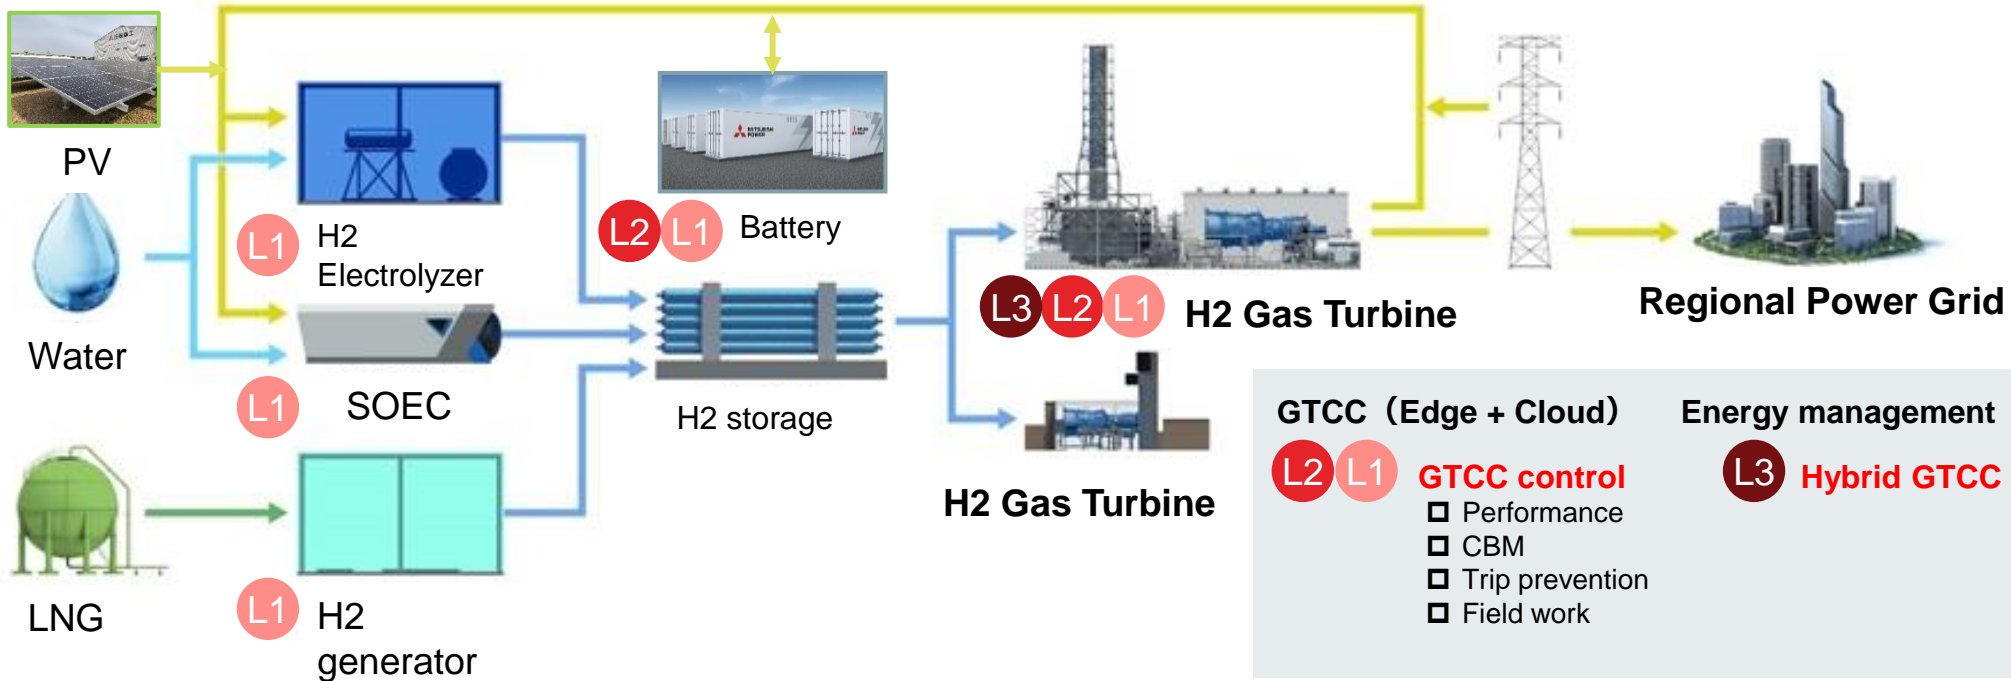 PV
Water
LNG
L1
H2
Electrolyzer
L1
SOEC
L1
H2
generator
MITSUBISHI
POWER
L2 L1
Battery
H2 storage
L3 L2 L1
H2 Gas Turbine
H2 Gas Turbine
Regional Power Grid
GTCC（Edge + Cloud）
L2 L1
GTCC control
Performance
CBM
Trip prevention
Field work
Energy management
L3
Hybrid GTCC